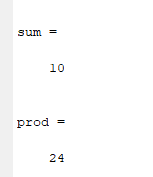 sum =
10
prod =
24